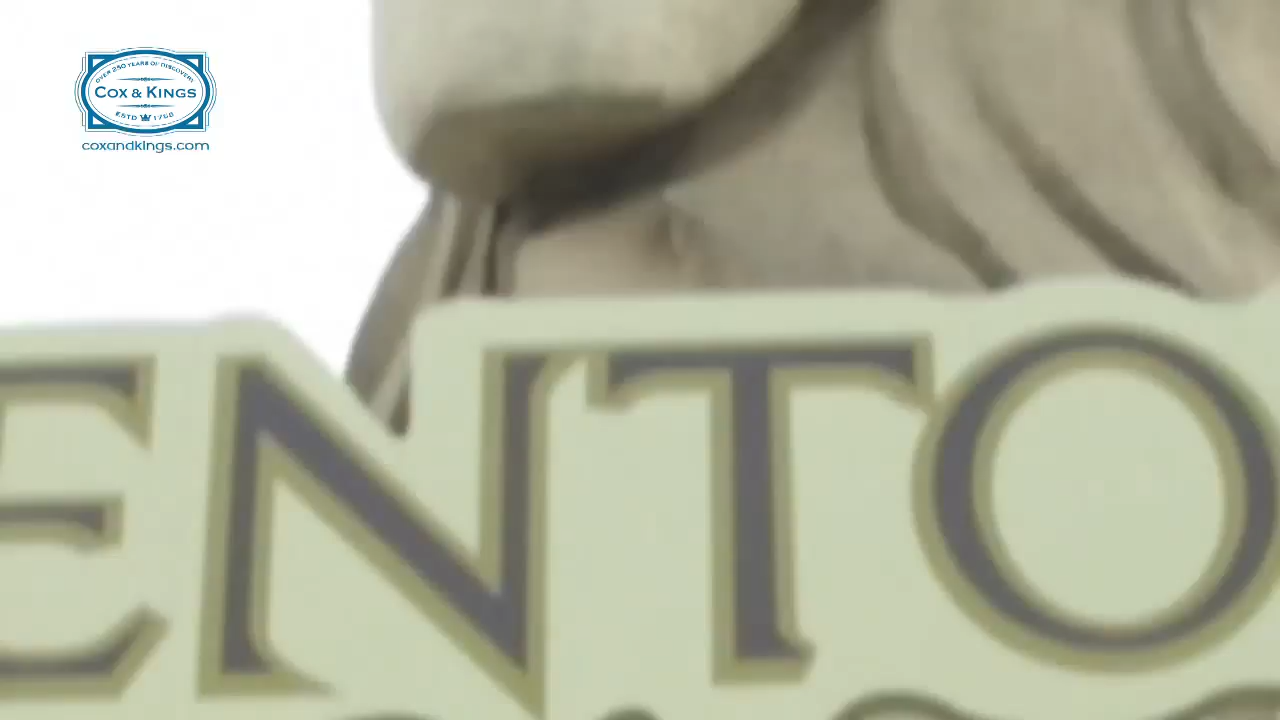 OVER 250 YEARS OF DISCOVERY
COX & KINGS
ESTD 1758
coxandkings.com
ENTO